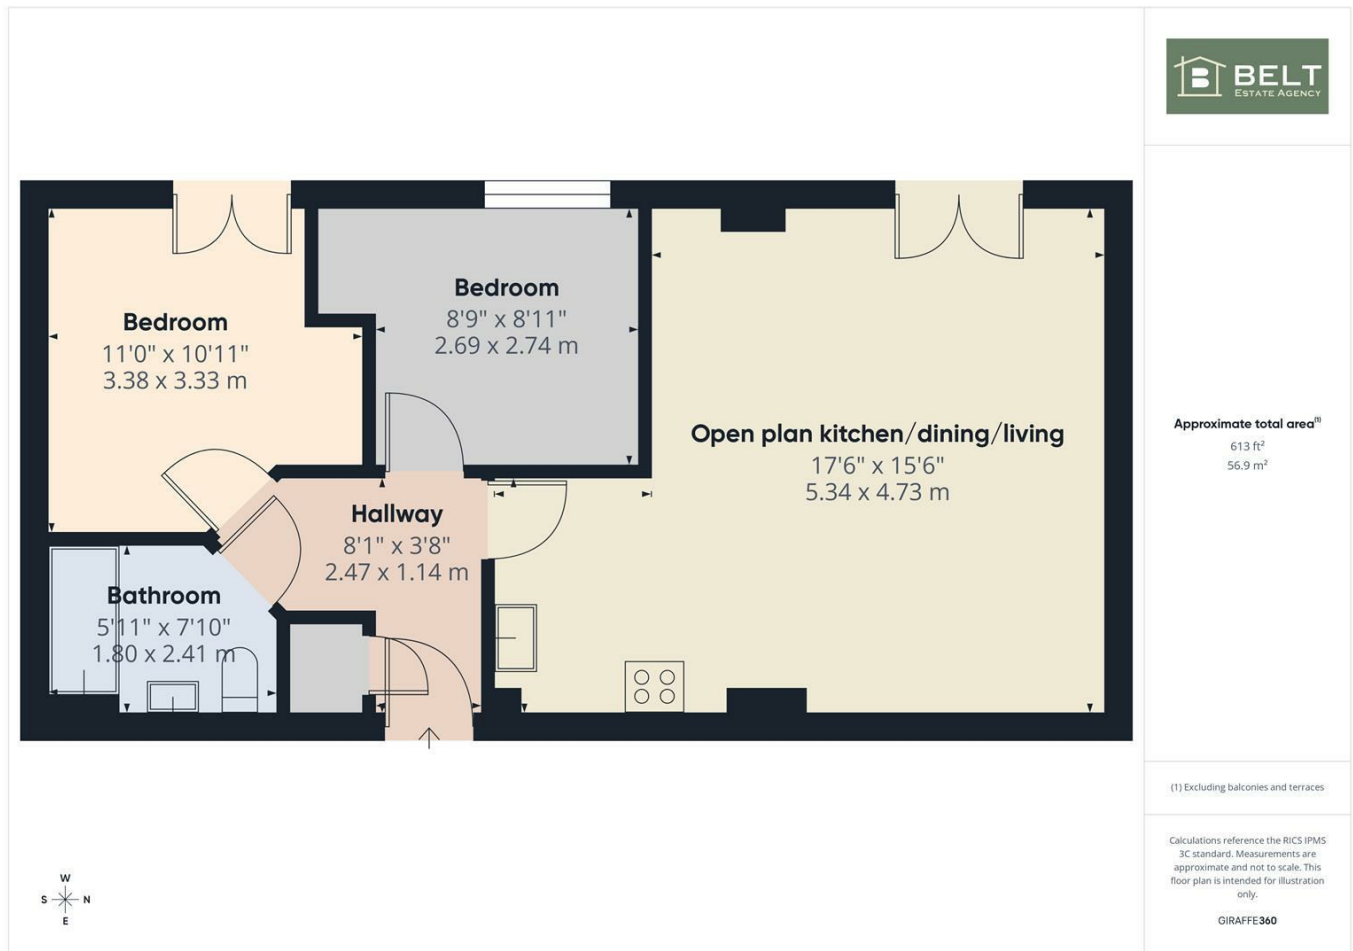 B BELT
ESTATE AGENCY
Bedroom
11'0" x 10'11"
3.38 x 3.33 m
Bedroom
8'9" x 8'11"
2.69 x 2.74 m
Open plan kitchen/dining/living
17'6" x 15'6"
5.34 x 4.73 m
Hallway
8'1" x 3'8"
2.47 x 1.14 m
Bathroom
5'11" x 7'10"
1.80 x 2.41 m
Approximate total area(1)
613 ft²
56.9 m²
(1) Excluding balconies and terraces
Calculations reference the RICS IPMS
3C standard. Measurements are
approximate and not to scale. This
floor plan is intended for illustration
only.
GIRAFFE360
W
S N
E